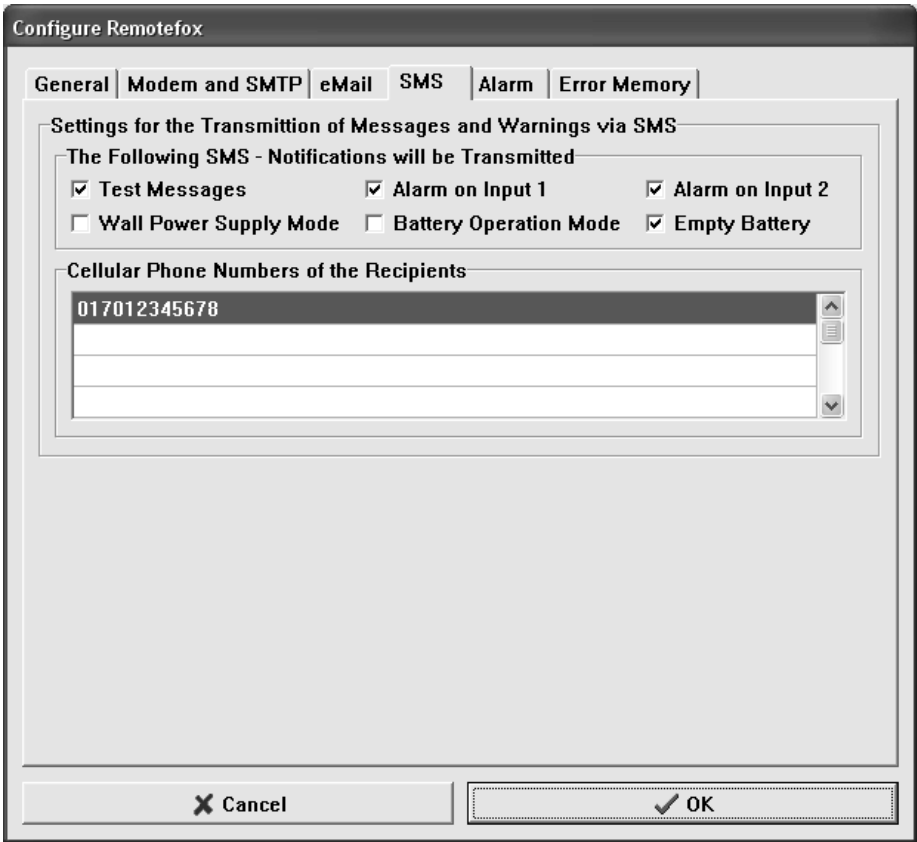 Configure Remotefox
General Modem and SMTP eMail SMS Alarm Error Memory
Settings for the Transmittion of Messages and Warnings via SMS
The Following SMS - Notifications will be Transmitted
Test Messages Alarm on Input 1 Alarm on Input 2
Wall Power Supply Mode Battery Operation Mode Empty Battery
Cellular Phone Numbers of the Recipients
017012345678
Cancel OK